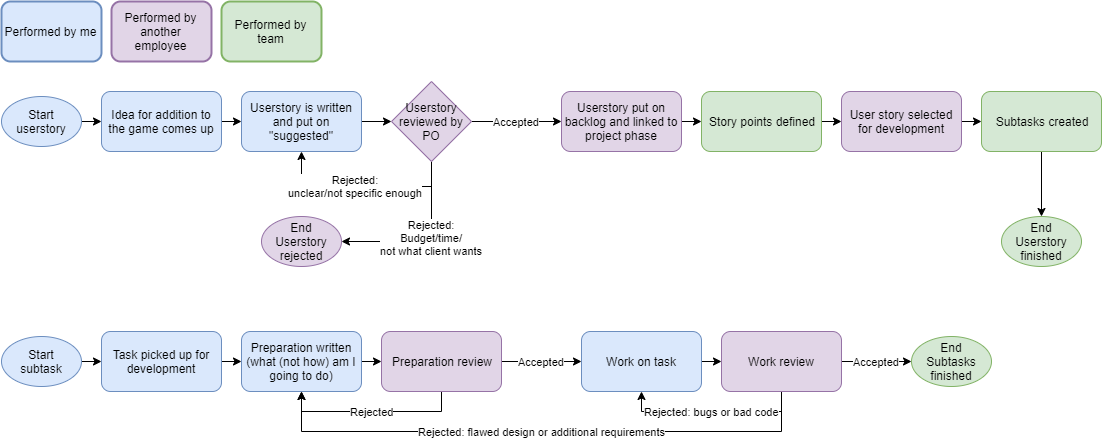 Performed by me
Performed by
another
employee
Performed by
team
Start
userstory
Idea for addition to
the game comes up
Userstory is written
and put on
"suggested"
Userstory
reviewed by
PO
Accepted
Userstory put on
backlog and linked to
project phase
Story points defined
User story selected
for development
Subtasks created
Rejected:
unclear/not specific enough
Rejected:
Budget/time/
not what client wants
End
Userstory
rejected
End
Userstory
finished
Start
subtask
Task picked up for
development
Preparation written
(what (not how) am I
going to do)
Preparation review
Accepted
Work on task
Work review
Accepted
End
Subtasks
finished
Rejected
Rejected: bugs or bad code
Rejected: flawed design or additional requirements